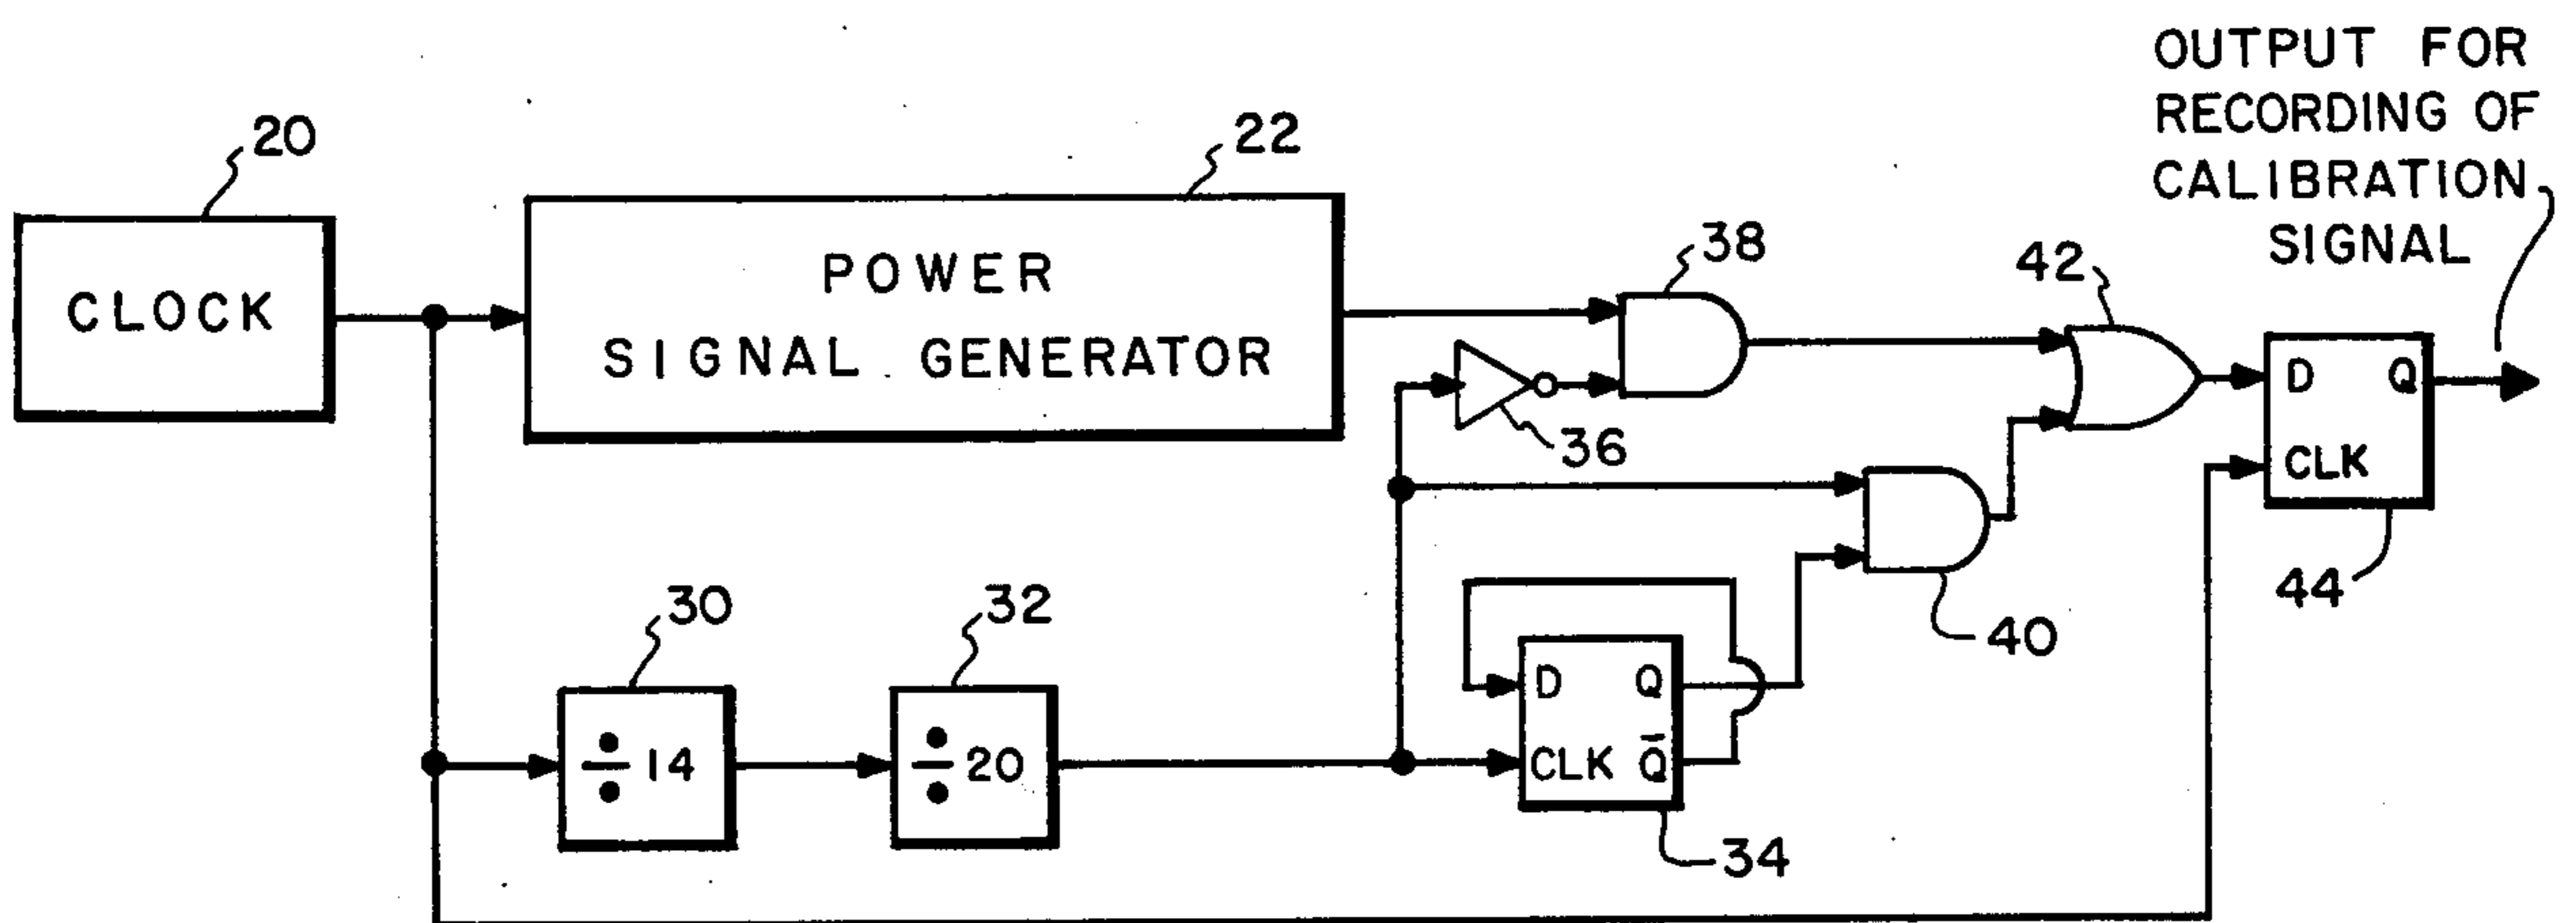 OUTPUT FOR
RECORDING OF
CALIBRATION
SIGNAL
20
CLOCK
22
POWER
SIGNAL GENERATOR
38
36
42
D Q
CLK
44
40
30
÷ 14
32
÷ 20
D Q
CLK Q̄
34